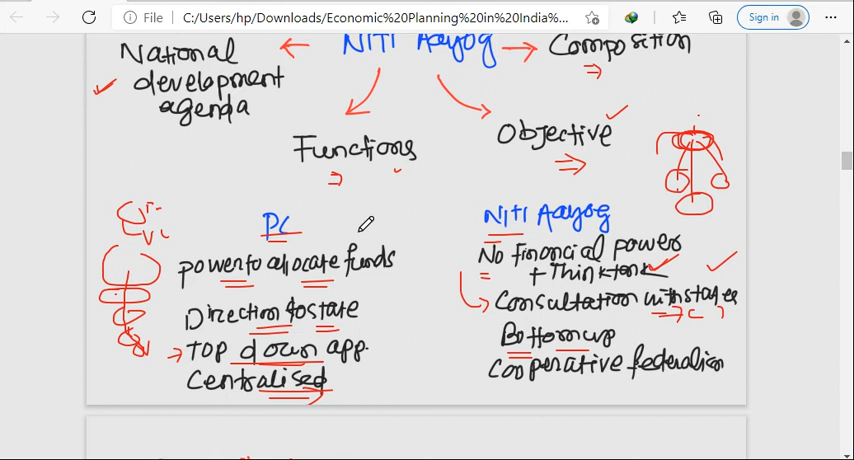 File | C:/Users/hp/Downloads/Economic%20Planning%20in%20India%...
Sign in
National development agenda
NITI Aayog
Composition
Functions
Objective
PC
power to allocate funds
Direction to state
Top down app.
Centralised
NITI Aayog
No financial power
+ Thinktank
Consultation with states
Bottom up
Cooperative federalism